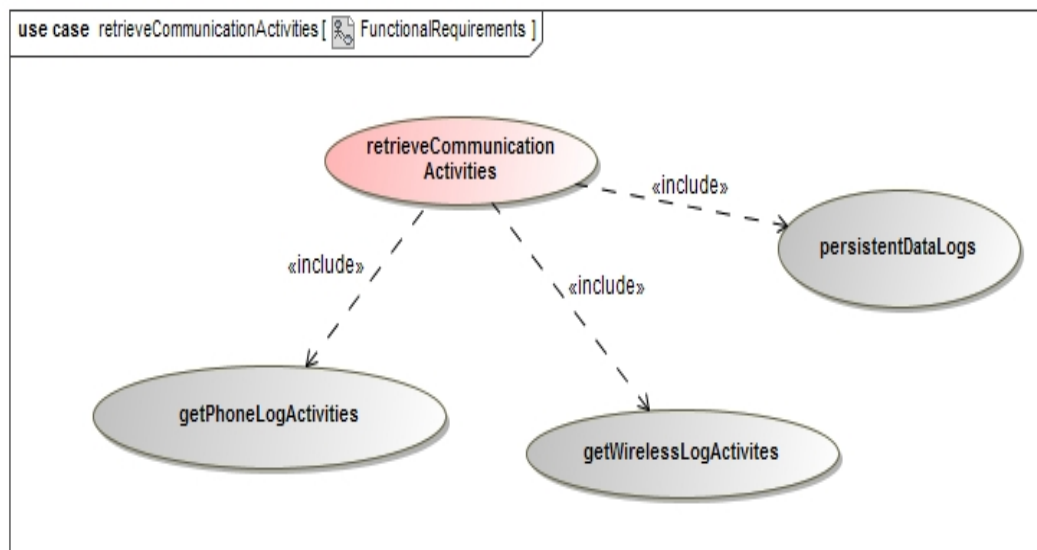 use case retrieveCommunicationActivities [ FunctionalRequirements ]
retrieveCommunication
Activities
«include»
persistentDataLogs
«include»
«include»
getPhoneLogActivities
getWirelessLogActivites